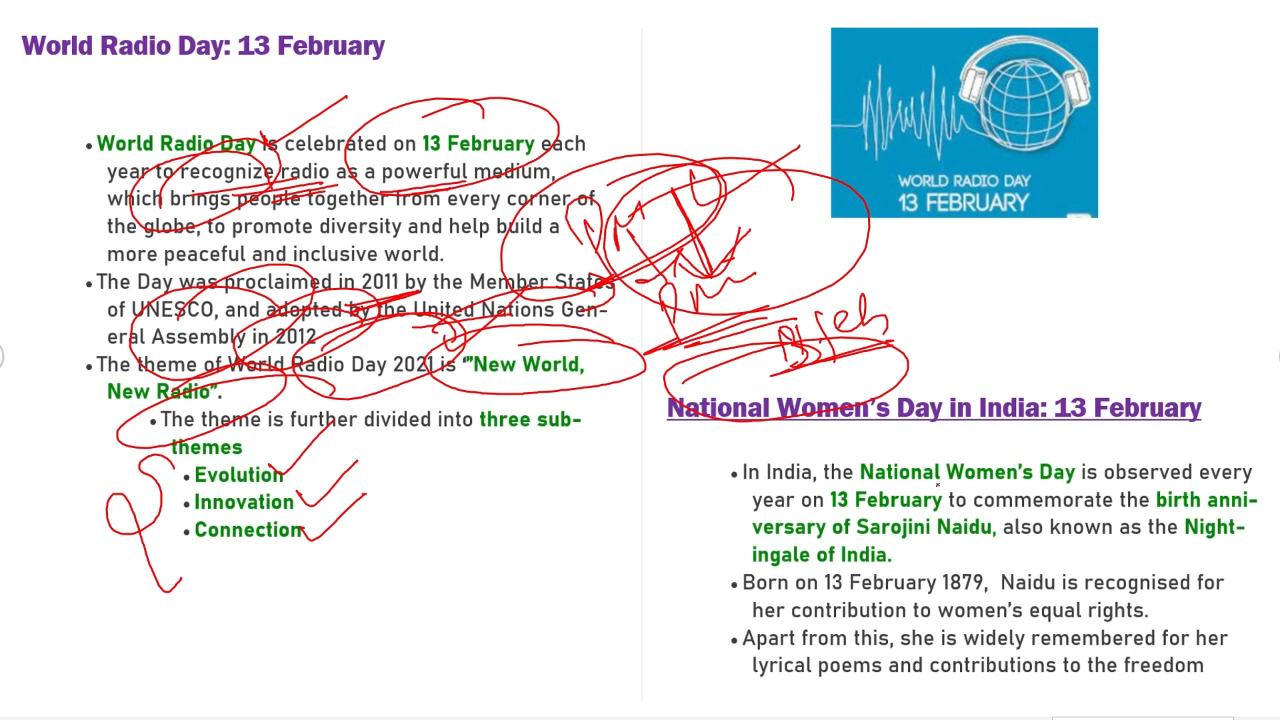 World Radio Day: 13 February
• World Radio Day is celebrated on 13 February each
year to recognize radio as a powerful medium,
which brings people together from every corner of
the globe, to promote diversity and help build a
more peaceful and inclusive world.
• The Day was proclaimed in 2011 by the Member States
of UNESCO, and adopted by the United Nations Gen-
eral Assembly in 2012.
• The theme of World Radio Day 2021 is "New World,
New Radio".
• The theme is further divided into three sub-
themes
• Evolution
• Innovation
• Connection
WORLD RADIO DAY
13 FEBRUARY
National Women's Day in India: 13 February
• In India, the National Women's Day is observed every
year on 13 February to commemorate the birth anni-
versary of Sarojini Naidu, also known as the Night-
ingale of India.
• Born on 13 February 1879, Naidu is recognised for
her contribution to women's equal rights.
• Apart from this, she is widely remembered for her
lyrical poems and contributions to the freedom